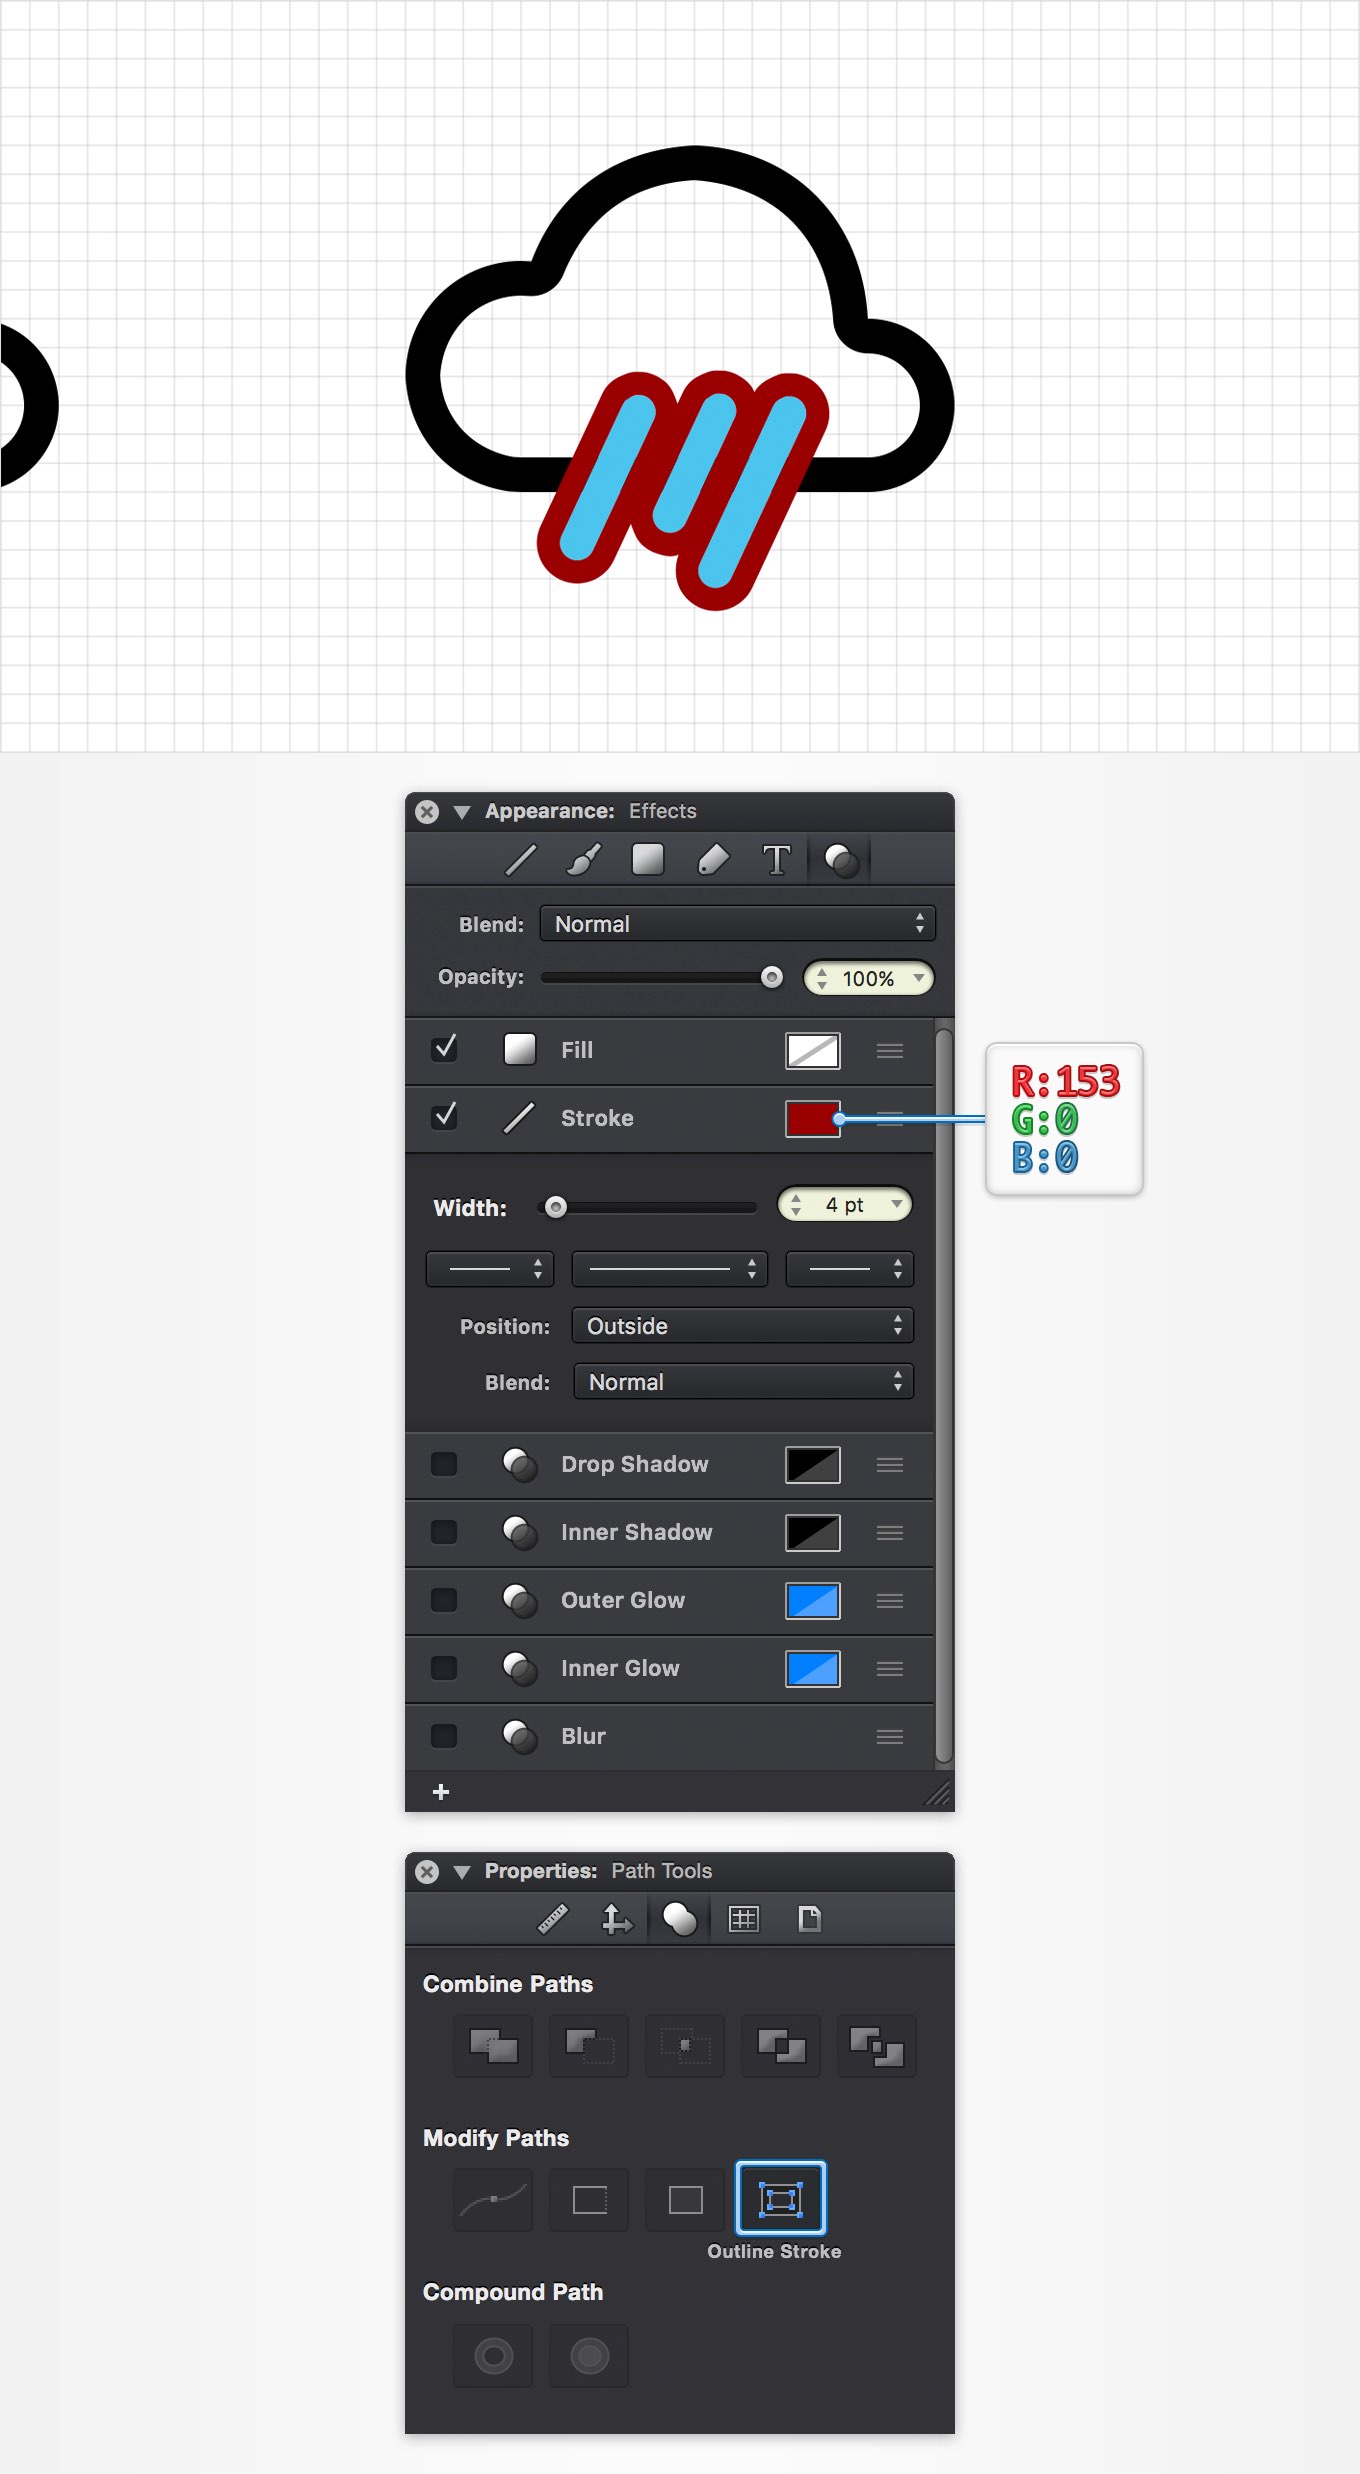 Appearance: Effects
Blend: Normal
Opacity: 100%
Fill
Stroke
R:153
G:0
B:0
Width: 4 pt
Position: Outside
Blend: Normal
Drop Shadow
Inner Shadow
Outer Glow
Inner Glow
Blur
Properties: Path Tools
Combine Paths
Modify Paths
Outline Stroke
Compound Path